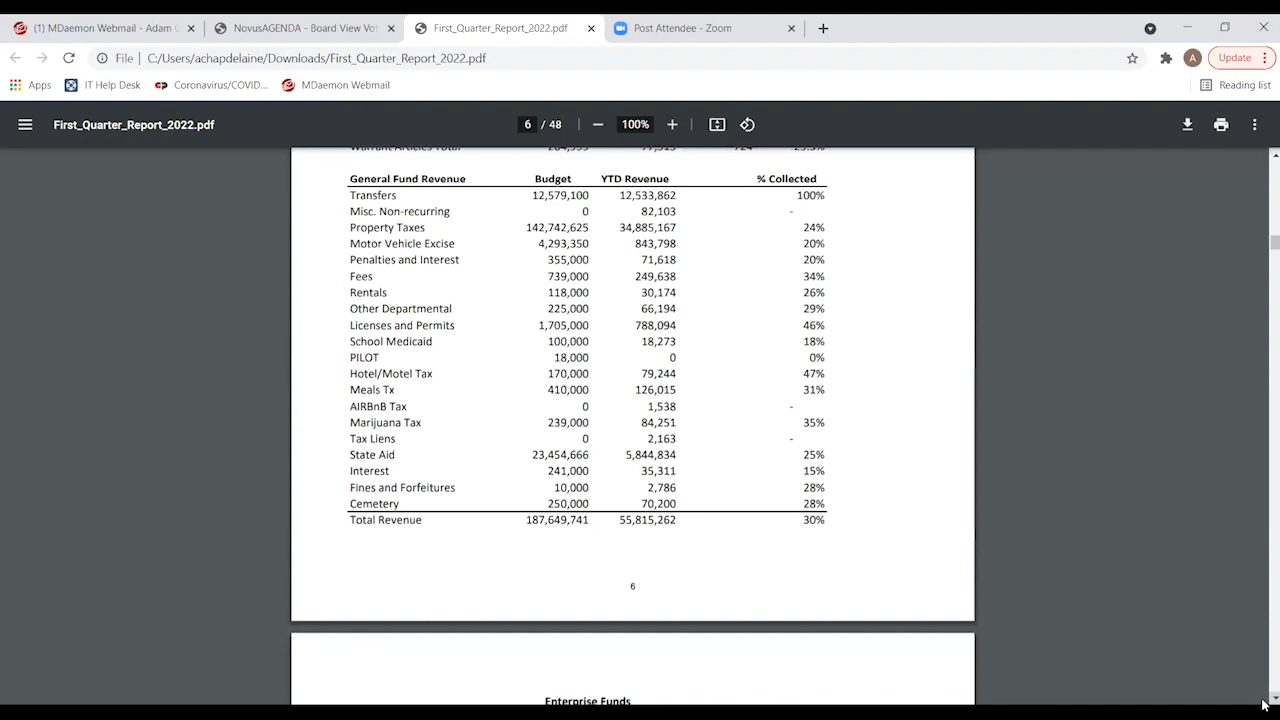 (1) MDaemon Webmail - Adam C
NovusAGENDA - Board View Vo
First_Quarter_Report_2022.pdf
Post Attendee - Zoom
File | C:/Users/achapdelaine/Downloads/First_Quarter_Report_2022.pdf
A
Update
Apps
IT Help Desk
Coronavirus/COVID...
MDaemon Webmail
Reading list
First_Quarter_Report_2022.pdf
6 / 48
100%
Warrant Articles Total
General Fund Revenue Budget YTD Revenue % Collected
Transfers 12,579,100 12,533,862 100%
Misc. Non-recurring 0 82,103 -
Property Taxes 142,742,625 34,885,167 24%
Motor Vehicle Excise 4,293,350 843,798 20%
Penalties and Interest 355,000 71,618 20%
Fees 739,000 249,638 34%
Rentals 118,000 30,174 26%
Other Departmental 225,000 66,194 29%
Licenses and Permits 1,705,000 788,094 46%
School Medicaid 100,000 18,273 18%
PILOT 18,000 0 0%
Hotel/Motel Tax 170,000 79,244 47%
Meals Tx 410,000 126,015 31%
AIRBnB Tax 0 1,538 -
Marijuana Tax 239,000 84,251 35%
Tax Liens 0 2,163 -
State Aid 23,454,666 5,844,834 25%
Interest 241,000 35,311 15%
Fines and Forfeitures 10,000 2,786 28%
Cemetery 250,000 70,200 28%
Total Revenue 187,649,741 55,815,262 30%
6
Enterprise Funds